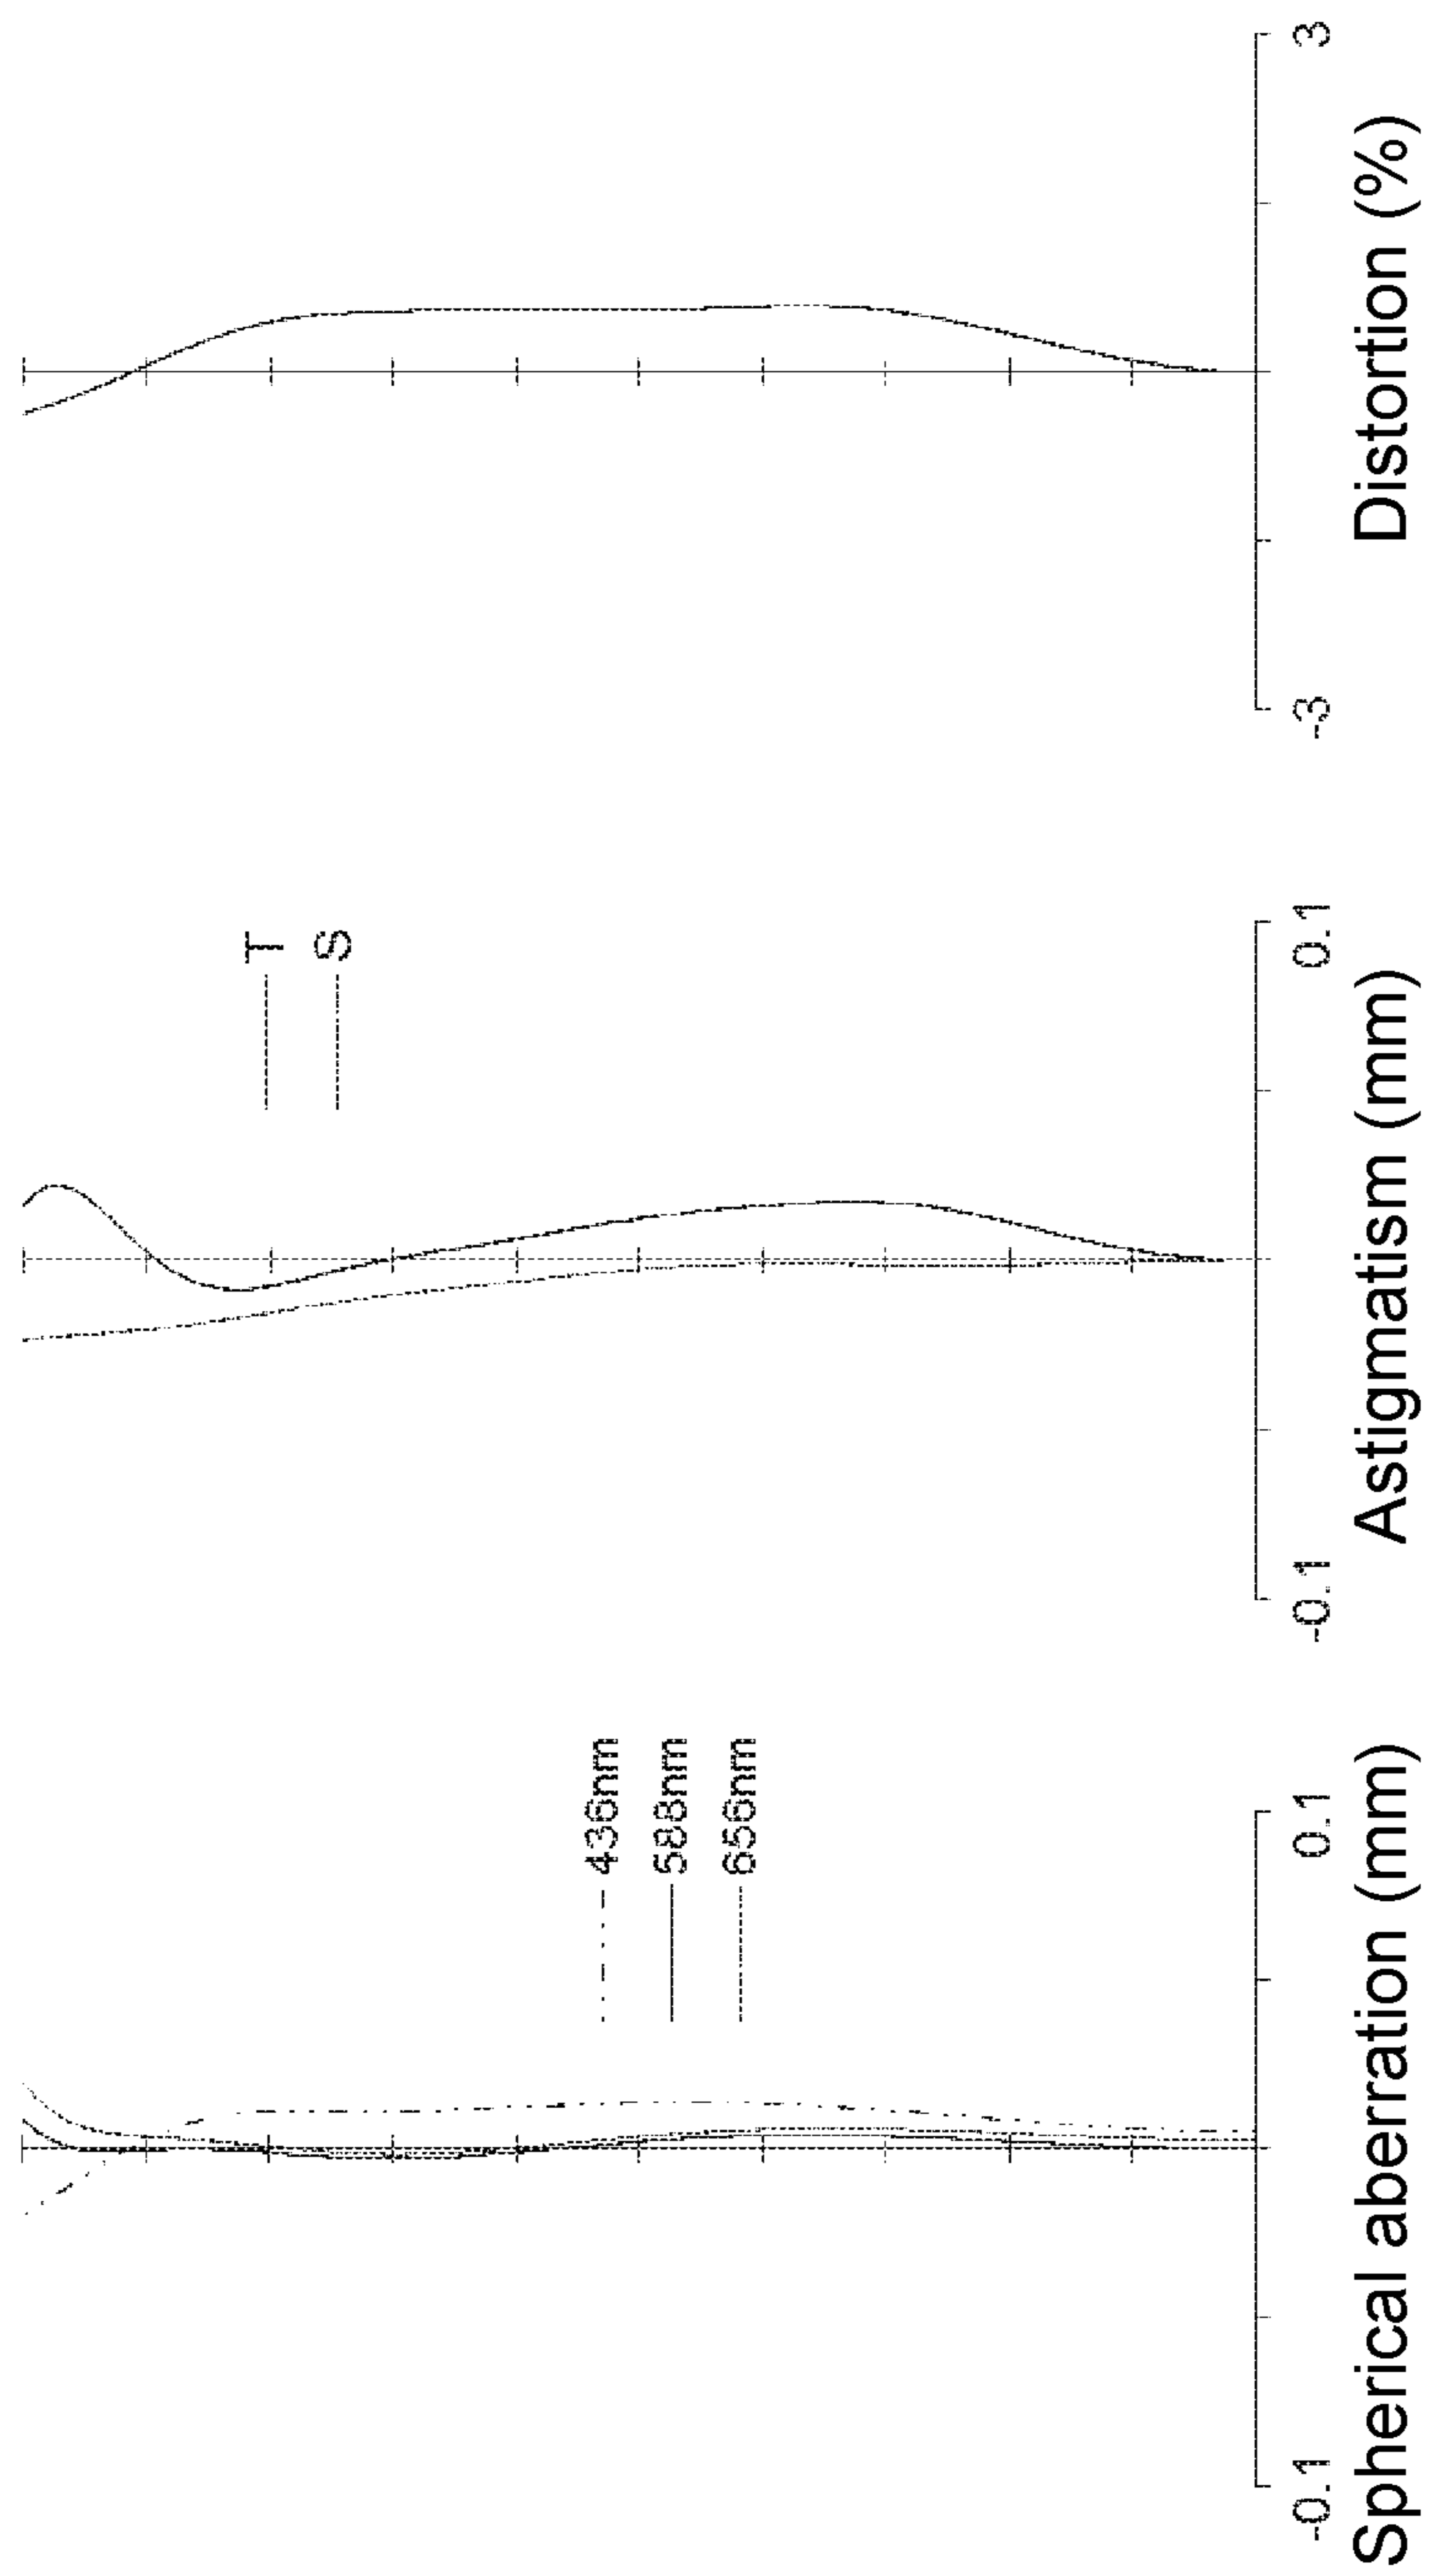 436nm
588nm
656nm
-0.1
0.1
Spherical aberration (mm)
T
S
-0.1
0.1
Astigmatism (mm)
-3
3
Distortion (%)